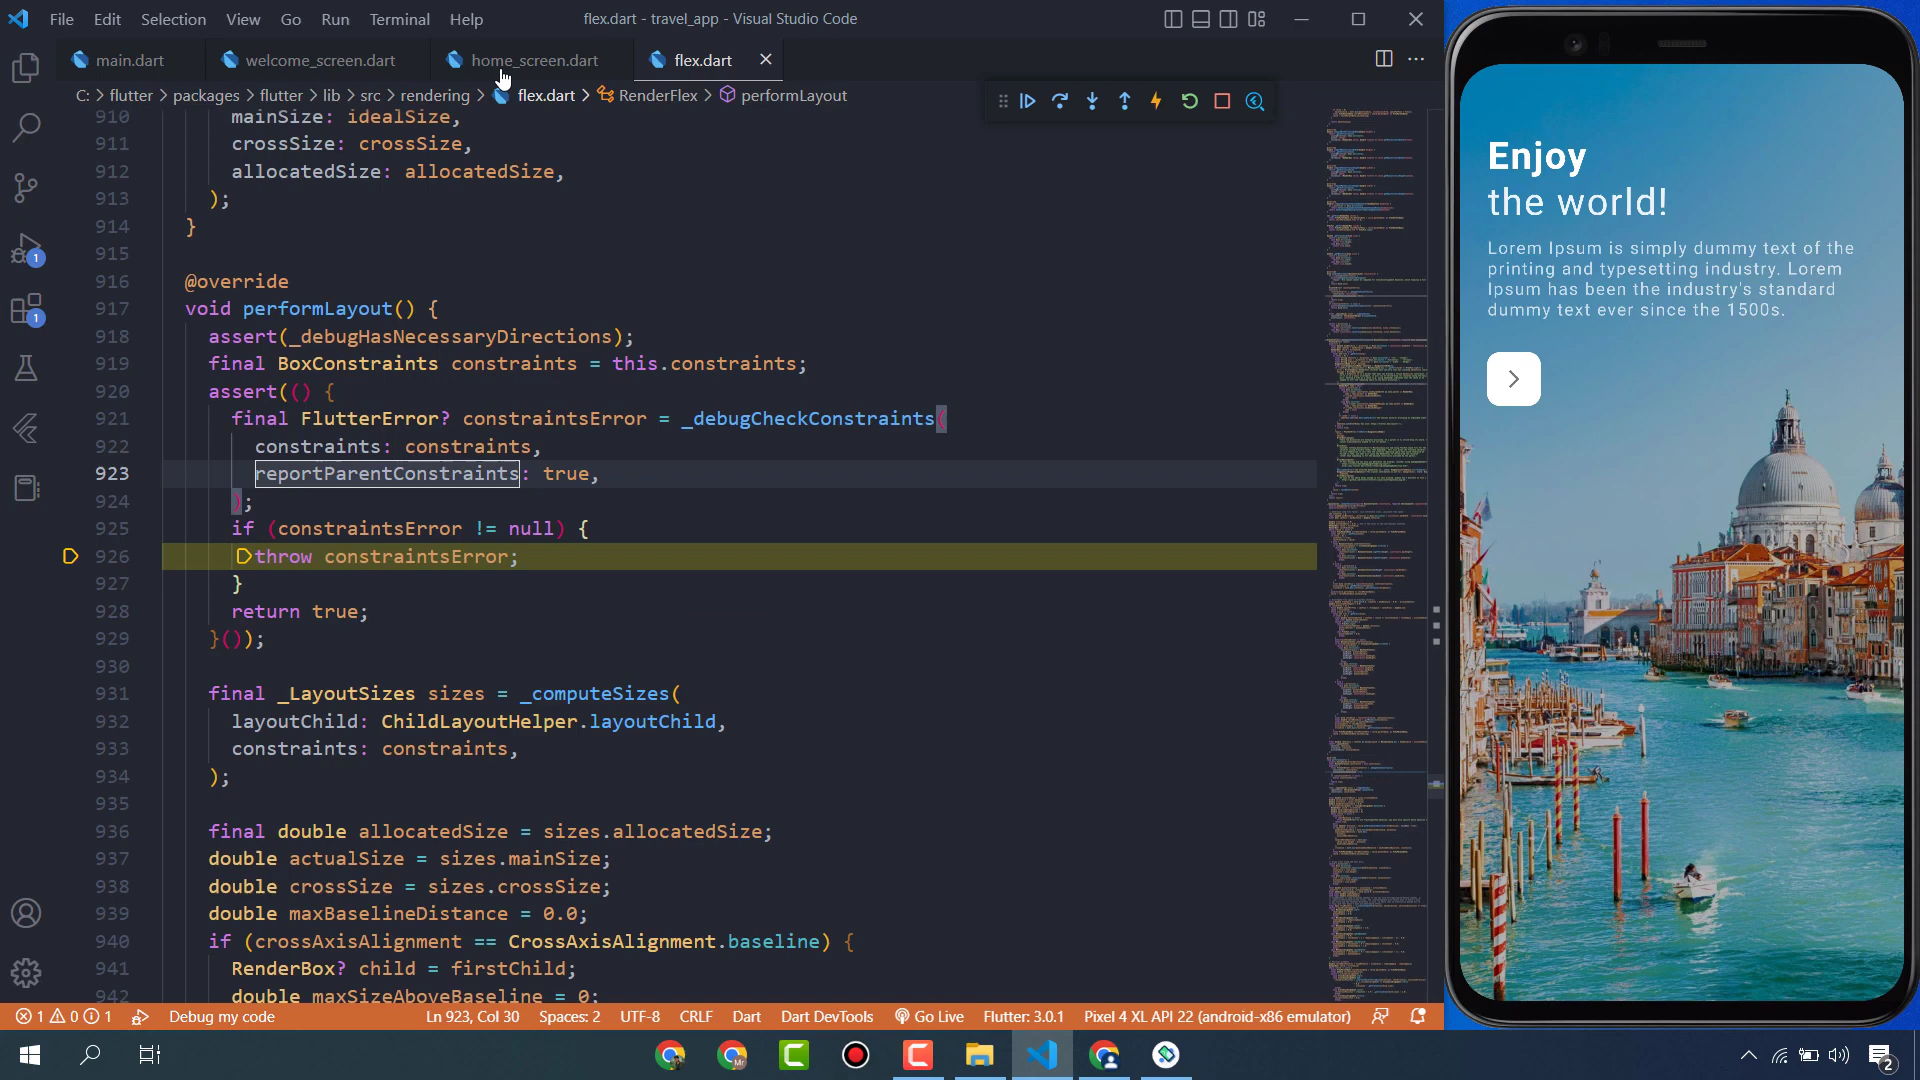 File Edit Selection View Go Run Terminal Help
flex.dart - travel_app - Visual Studio Code
main.dart
welcome_screen.dart
home_screen.dart
flex.dart
C: > flutter > packages > flutter > lib > src > rendering > flex.dart > RenderFlex > performLayout
910 mainSize: idealSize,
911 crossSize: crossSize,
912 allocatedSize: allocatedSize,
913 );
914 }
915
916 @override
917 void performLayout() {
918 assert(_debugHasNecessaryDirections);
919 final BoxConstraints constraints = this.constraints;
920 assert(() {
921 final FlutterError? constraintsError = _debugCheckConstraints(
922 constraints: constraints,
923 reportParentConstraints: true,
924 );
925 if (constraintsError != null) {
926 throw constraintsError;
927 }
928 return true;
929 }());
930
931 final _LayoutSizes sizes = _computeSizes(
932 layoutChild: ChildLayoutHelper.layoutChild,
933 constraints: constraints,
934 );
935
936 final double allocatedSize = sizes.allocatedSize;
937 double actualSize = sizes.mainSize;
938 double crossSize = sizes.crossSize;
939 double maxBaselineDistance = 0.0;
940 if (crossAxisAlignment == CrossAxisAlignment.baseline) {
941 RenderBox? child = firstChild;
942 double maxSizeAboveBaseline = 0;
1
1
1 0 1 Debug my code Ln 923, Col 30 Spaces: 2 UTF-8 CRLF Dart Dart DevTools Go Live Flutter: 3.0.1 Pixel 4 XL API 22 (android-x86 emulator)
Enjoy
the world!
Lorem Ipsum is simply dummy text of the
printing and typesetting industry. Lorem
Ipsum has been the industry's standard
dummy text ever since the 1500s.
2